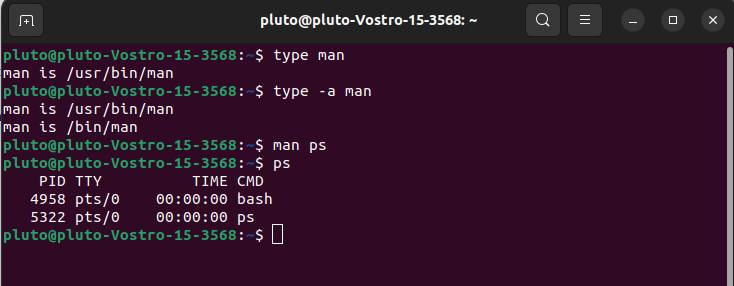 pluto@pluto-Vostro-15-3568: ~
pluto@pluto-Vostro-15-3568:~$ type man
man is /usr/bin/man
pluto@pluto-Vostro-15-3568:~$ type -a man
man is /usr/bin/man
man is /bin/man
pluto@pluto-Vostro-15-3568:~$ man ps
pluto@pluto-Vostro-15-3568:~$ ps
    PID TTY          TIME CMD
   4958 pts/0    00:00:00 bash
   5322 pts/0    00:00:00 ps
pluto@pluto-Vostro-15-3568:~$